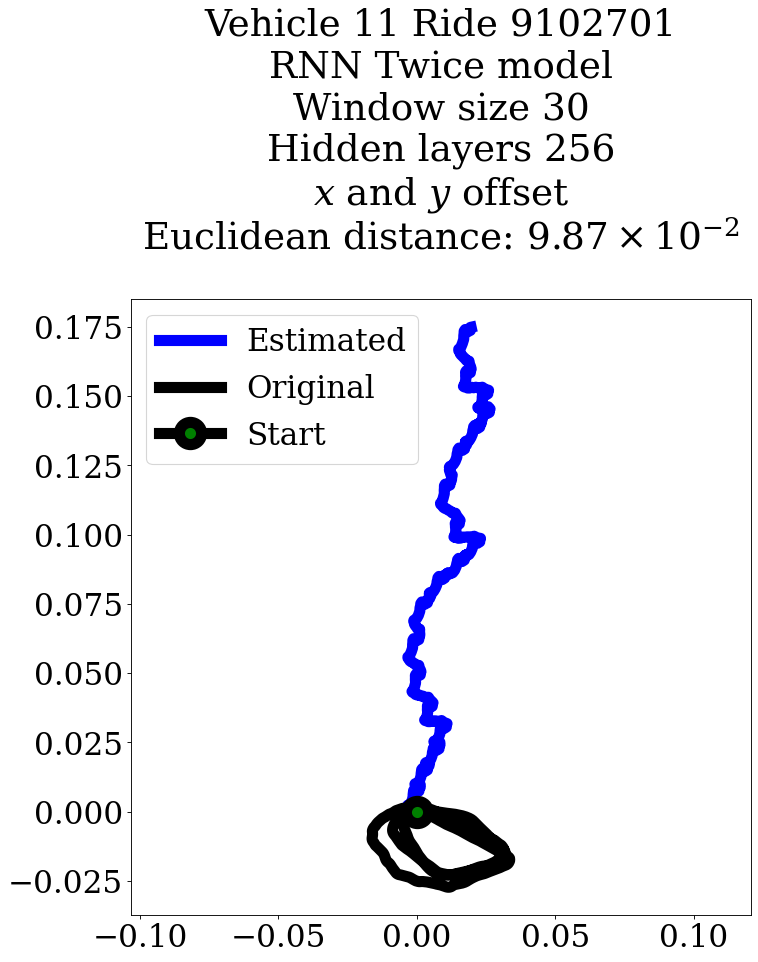 Vehicle 11 Ride 9102701
RNN Twice model
Window size 30
Hidden layers 256
x and y offset
Euclidean distance: 9.87 × 10⁻²
Estimated
Original
Start
0.175
0.150
0.125
0.100
0.075
0.050
0.025
0.000
−0.025
−0.10 −0.05 0.00 0.05 0.10